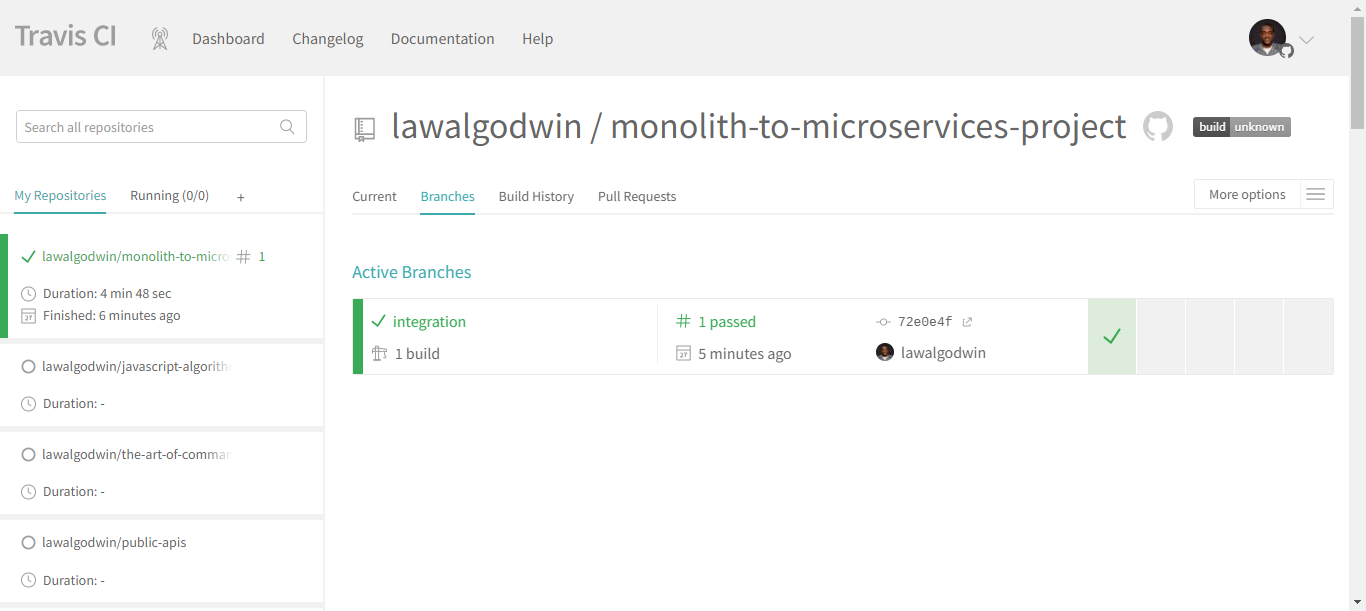 Travis CI
Dashboard
Changelog
Documentation
Help
Search all repositories
My Repositories
Running (0/0)
+
lawalgodwin/monolith-to-micro
# 1
Duration: 4 min 48 sec
Finished: 6 minutes ago
lawalgodwin/javascript-algorith
Duration: -
lawalgodwin/the-art-of-comman
Duration: -
lawalgodwin/public-apis
Duration: -
lawalgodwin / monolith-to-microservices-project
build unknown
Current
Branches
Build History
Pull Requests
More options
Active Branches
integration
# 1 passed
72e0e4f
1 build
27 5 minutes ago
lawalgodwin